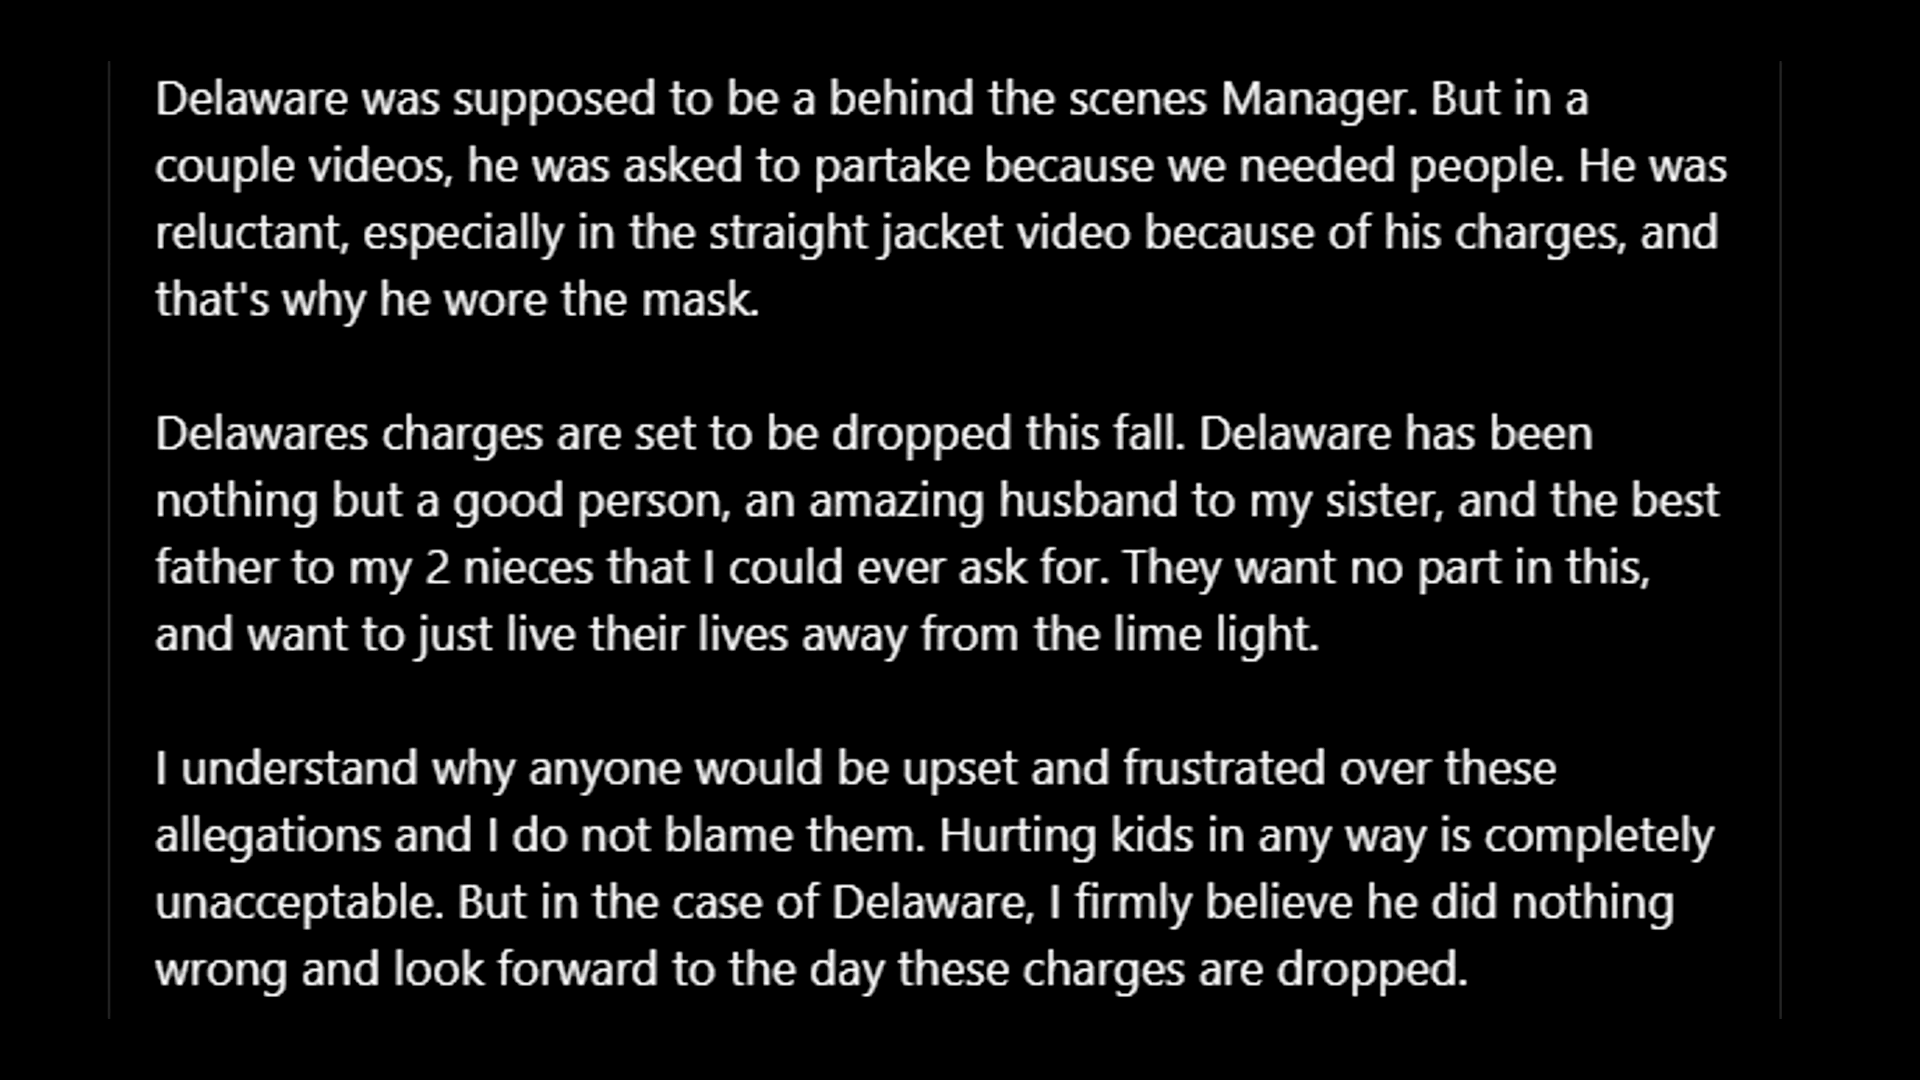 Delaware was supposed to be a behind the scenes Manager. But in a
couple videos, he was asked to partake because we needed people. He was
reluctant, especially in the straight jacket video because of his charges, and
that's why he wore the mask.
Delawares charges are set to be dropped this fall. Delaware has been
nothing but a good person, an amazing husband to my sister, and the best
father to my 2 nieces that I could ever ask for. They want no part in this,
and want to just live their lives away from the lime light.
I understand why anyone would be upset and frustrated over these
allegations and I do not blame them. Hurting kids in any way is completely
unacceptable. But in the case of Delaware, I firmly believe he did nothing
wrong and look forward to the day these charges are dropped.